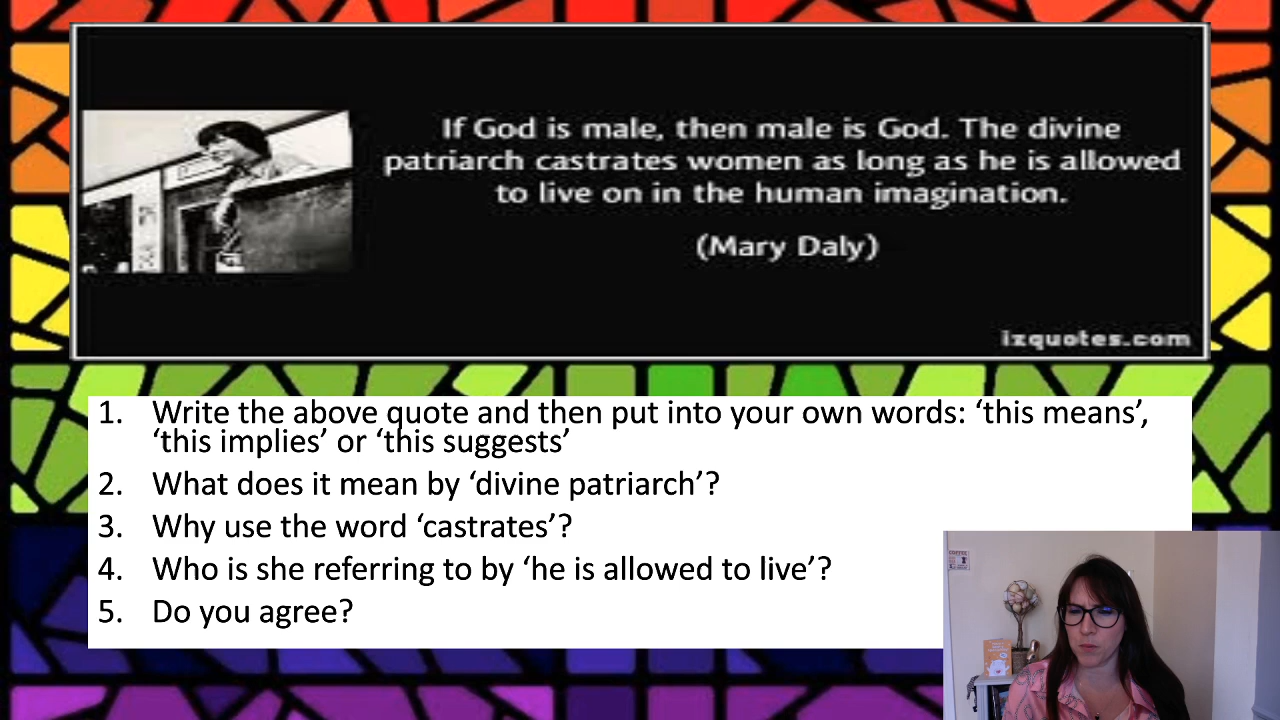 If God is male, then male is God. The divine
patriarch castrates women as long as he is allowed
to live on in the human imagination.
(Mary Daly)
izquotes.com
1. Write the above quote and then put into your own words: ‘this means’,
‘this implies’ or ‘this suggests’
2. What does it mean by ‘divine patriarch’?
3. Why use the word ‘castrates’?
4. Who is she referring to by ‘he is allowed to live’?
5. Do you agree?